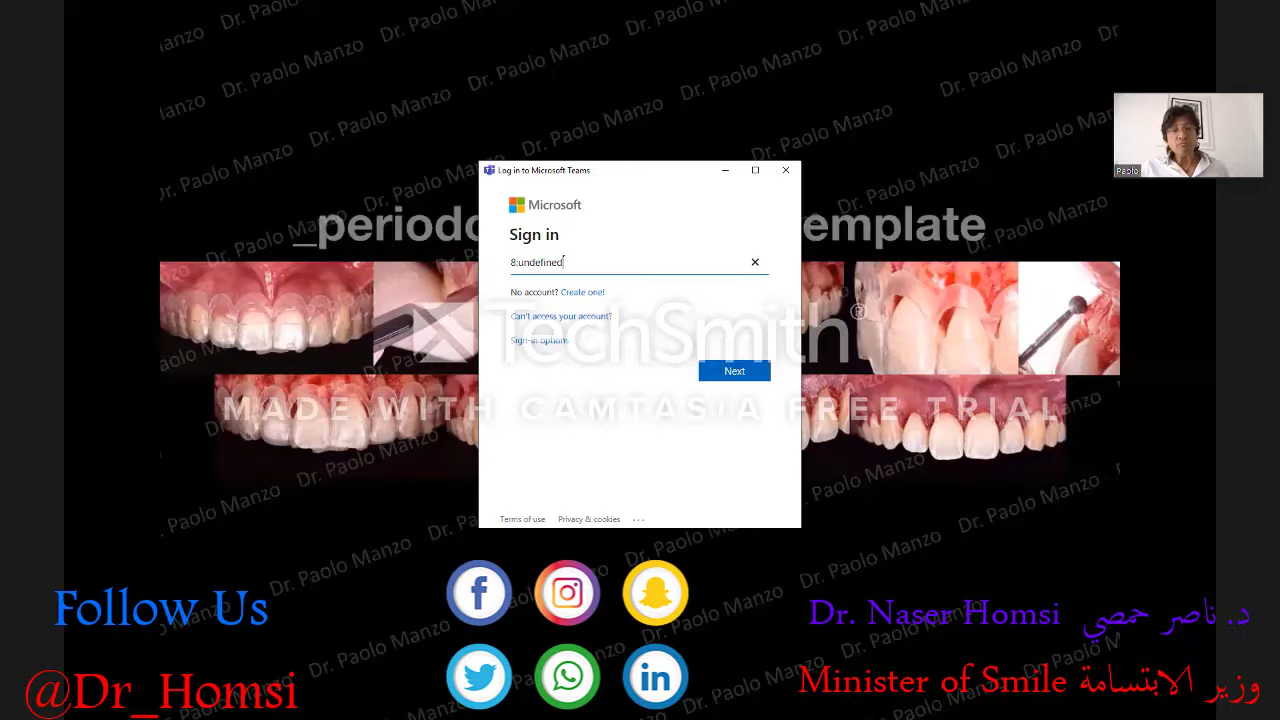 Dr. Paolo Manzo
_periodo
emplate
Paolo
Log in to Microsoft Teams
Microsoft
Sign in
8:undefined
No account? Create one!
Can't access your account?
Sign-in options
Next
Terms of use Privacy & cookies ...
TechSmith®
MADE WITH CAMTASIA FREE TRIAL
Follow Us
@Dr_Homsi
Dr. Naser Homsi د. ناصر حمصي
Minister of Smile وزير الابتسامة